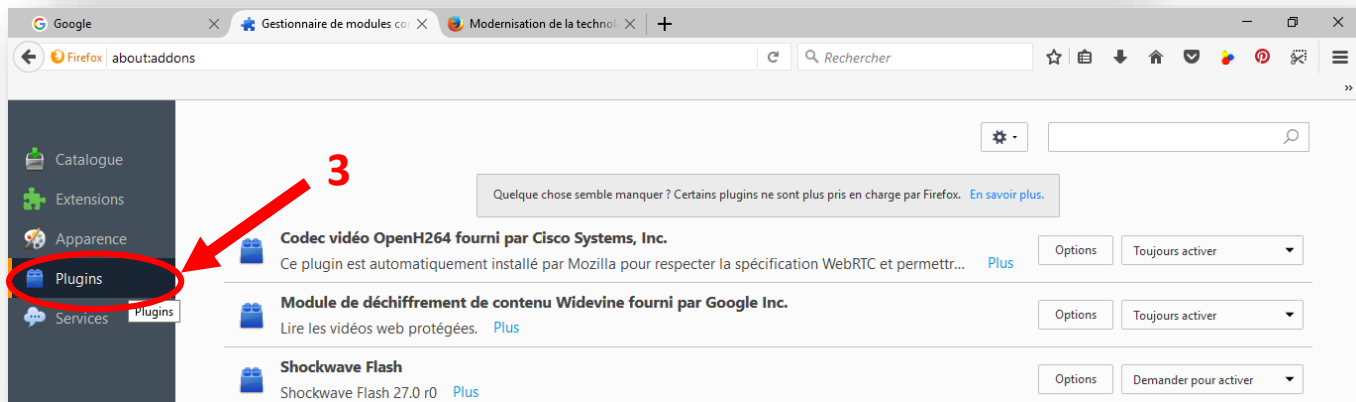 Google
Gestionnaire de modules co
Modernisation de la technol
Firefox about:addons
Rechercher
Catalogue
Extensions
Apparence
Plugins
Services
Plugins
3
Quelque chose semble manquer ? Certains plugins ne sont plus pris en charge par Firefox. En savoir plus.
Codec vidéo OpenH264 fourni par Cisco Systems, Inc.
Ce plugin est automatiquement installé par Mozilla pour respecter la spécification WebRTC et permettr... Plus
Options Toujours activer
Module de déchiffrement de contenu Widevine fourni par Google Inc.
Lire les vidéos web protégées. Plus
Options Toujours activer
Shockwave Flash
Shockwave Flash 27.0 r0 Plus
Options Demander pour activer